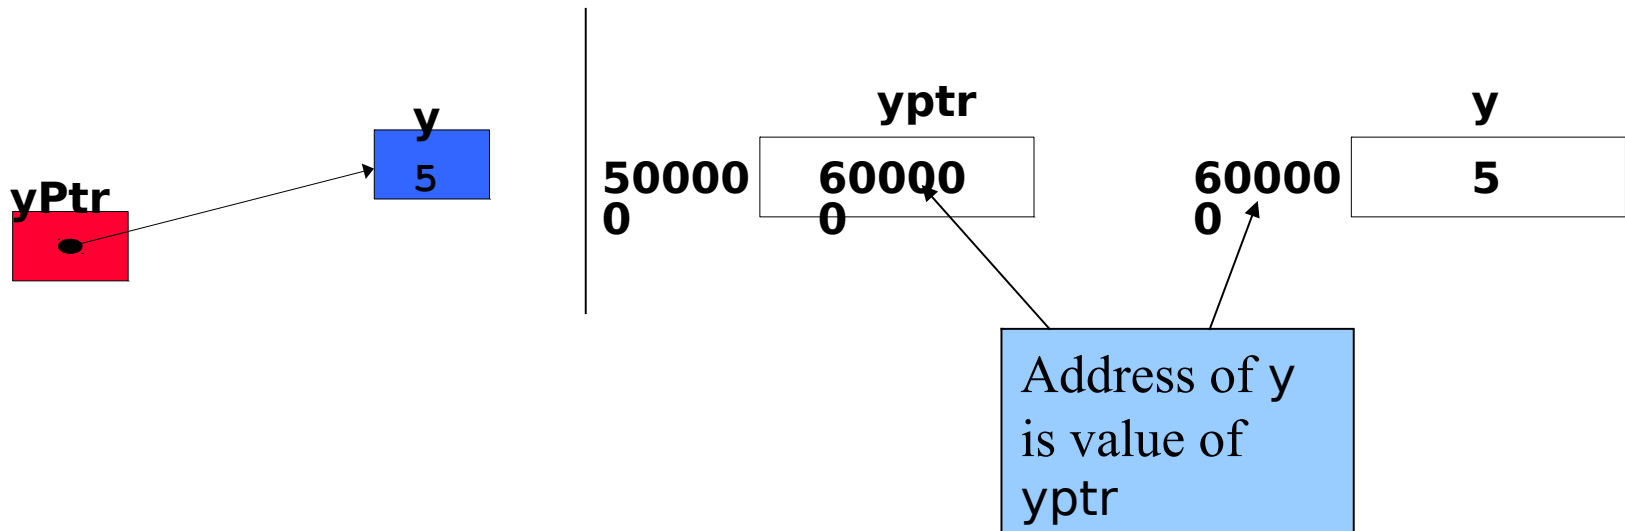 y
5
yPtr
yptr
y
50000
0
60000
0
60000
0
5
Address of y
is value of
yptr